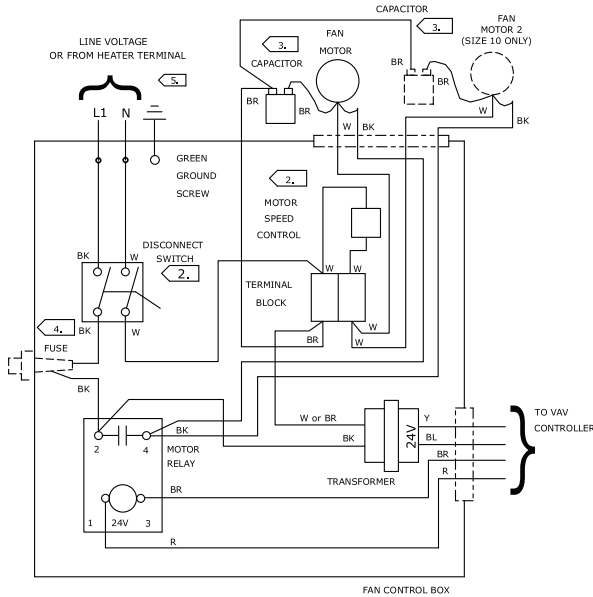 CAPACITOR
3.
FAN
MOTOR 2
(SIZE 10 ONLY)
FAN
MOTOR
3.
CAPACITOR
LINE VOLTAGE
OR FROM HEATER TERMINAL
5.
BR
BR
BR
BR
L1
N
W
BK
W
BK
GREEN
GROUND
SCREW
2.
MOTOR
SPEED
CONTROL
DISCONNECT
SWITCH
2.
BK
W
W
W
TERMINAL
BLOCK
4.
BK
W
W
BR
W
FUSE
BK
W or BR
Y
TO VAV
CONTROLLER
BK
BK
24V
BL
2
4
MOTOR
RELAY
BR
R
TRANSFORMER
BR
1
24V
3
R
FAN CONTROL BOX